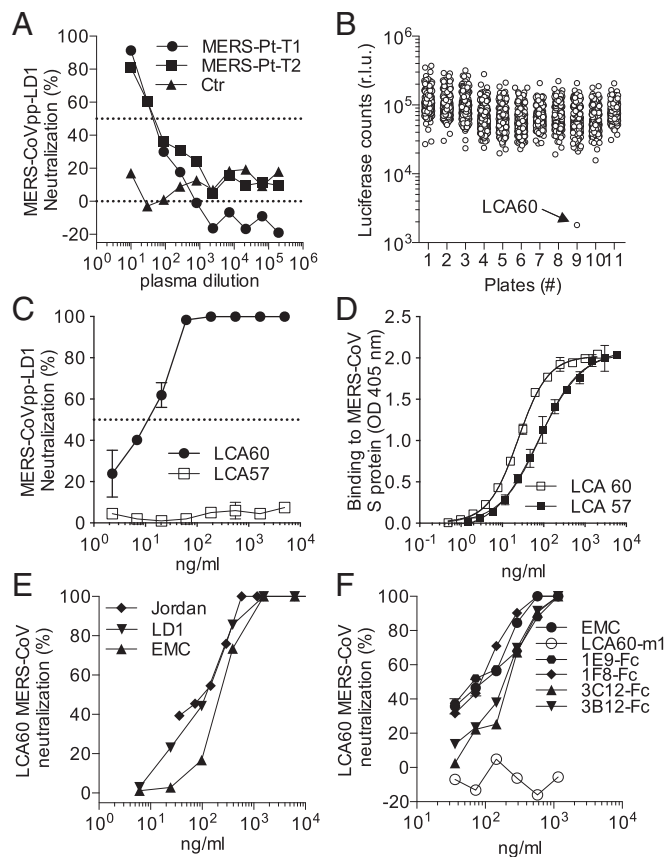 A
MERS-CoVpp-LD1
Neutralization (%)
100
80
60
40
20
0
-20
MERS-Pt-T1
MERS-Pt-T2
Ctr
10^0 10^1 10^2 10^3 10^4 10^5 10^6
plasma dilution
B
Luciferase counts (r.l.u.)
10^6
10^5
10^4
10^3
LCA60
1 2 3 4 5 6 7 8 9 10 11
Plates (#)
C
MERS-CoVpp-LD1
Neutralization (%)
100
80
60
40
20
0
LCA60
LCA57
10^1 10^2 10^3 10^4
ng/ml
D
Binding to MERS-CoV
S protein (OD 405 nm)
2.5
2.0
1.5
1.0
0.5
0.0
LCA 60
LCA 57
10^-1 10^0 10^1 10^2 10^3 10^4
ng/ml
E
LCA60 MERS-CoV
neutralization (%)
100
80
60
40
20
0
Jordan
LD1
EMC
10^0 10^1 10^2 10^3 10^4
ng/ml
F
LCA60 MERS-CoV
neutralization (%)
100
80
60
40
20
0
-20
EMC
LCA60-m1
1E9-Fc
1F8-Fc
3C12-Fc
3B12-Fc
10^1 10^2 10^3 10^4
ng/ml